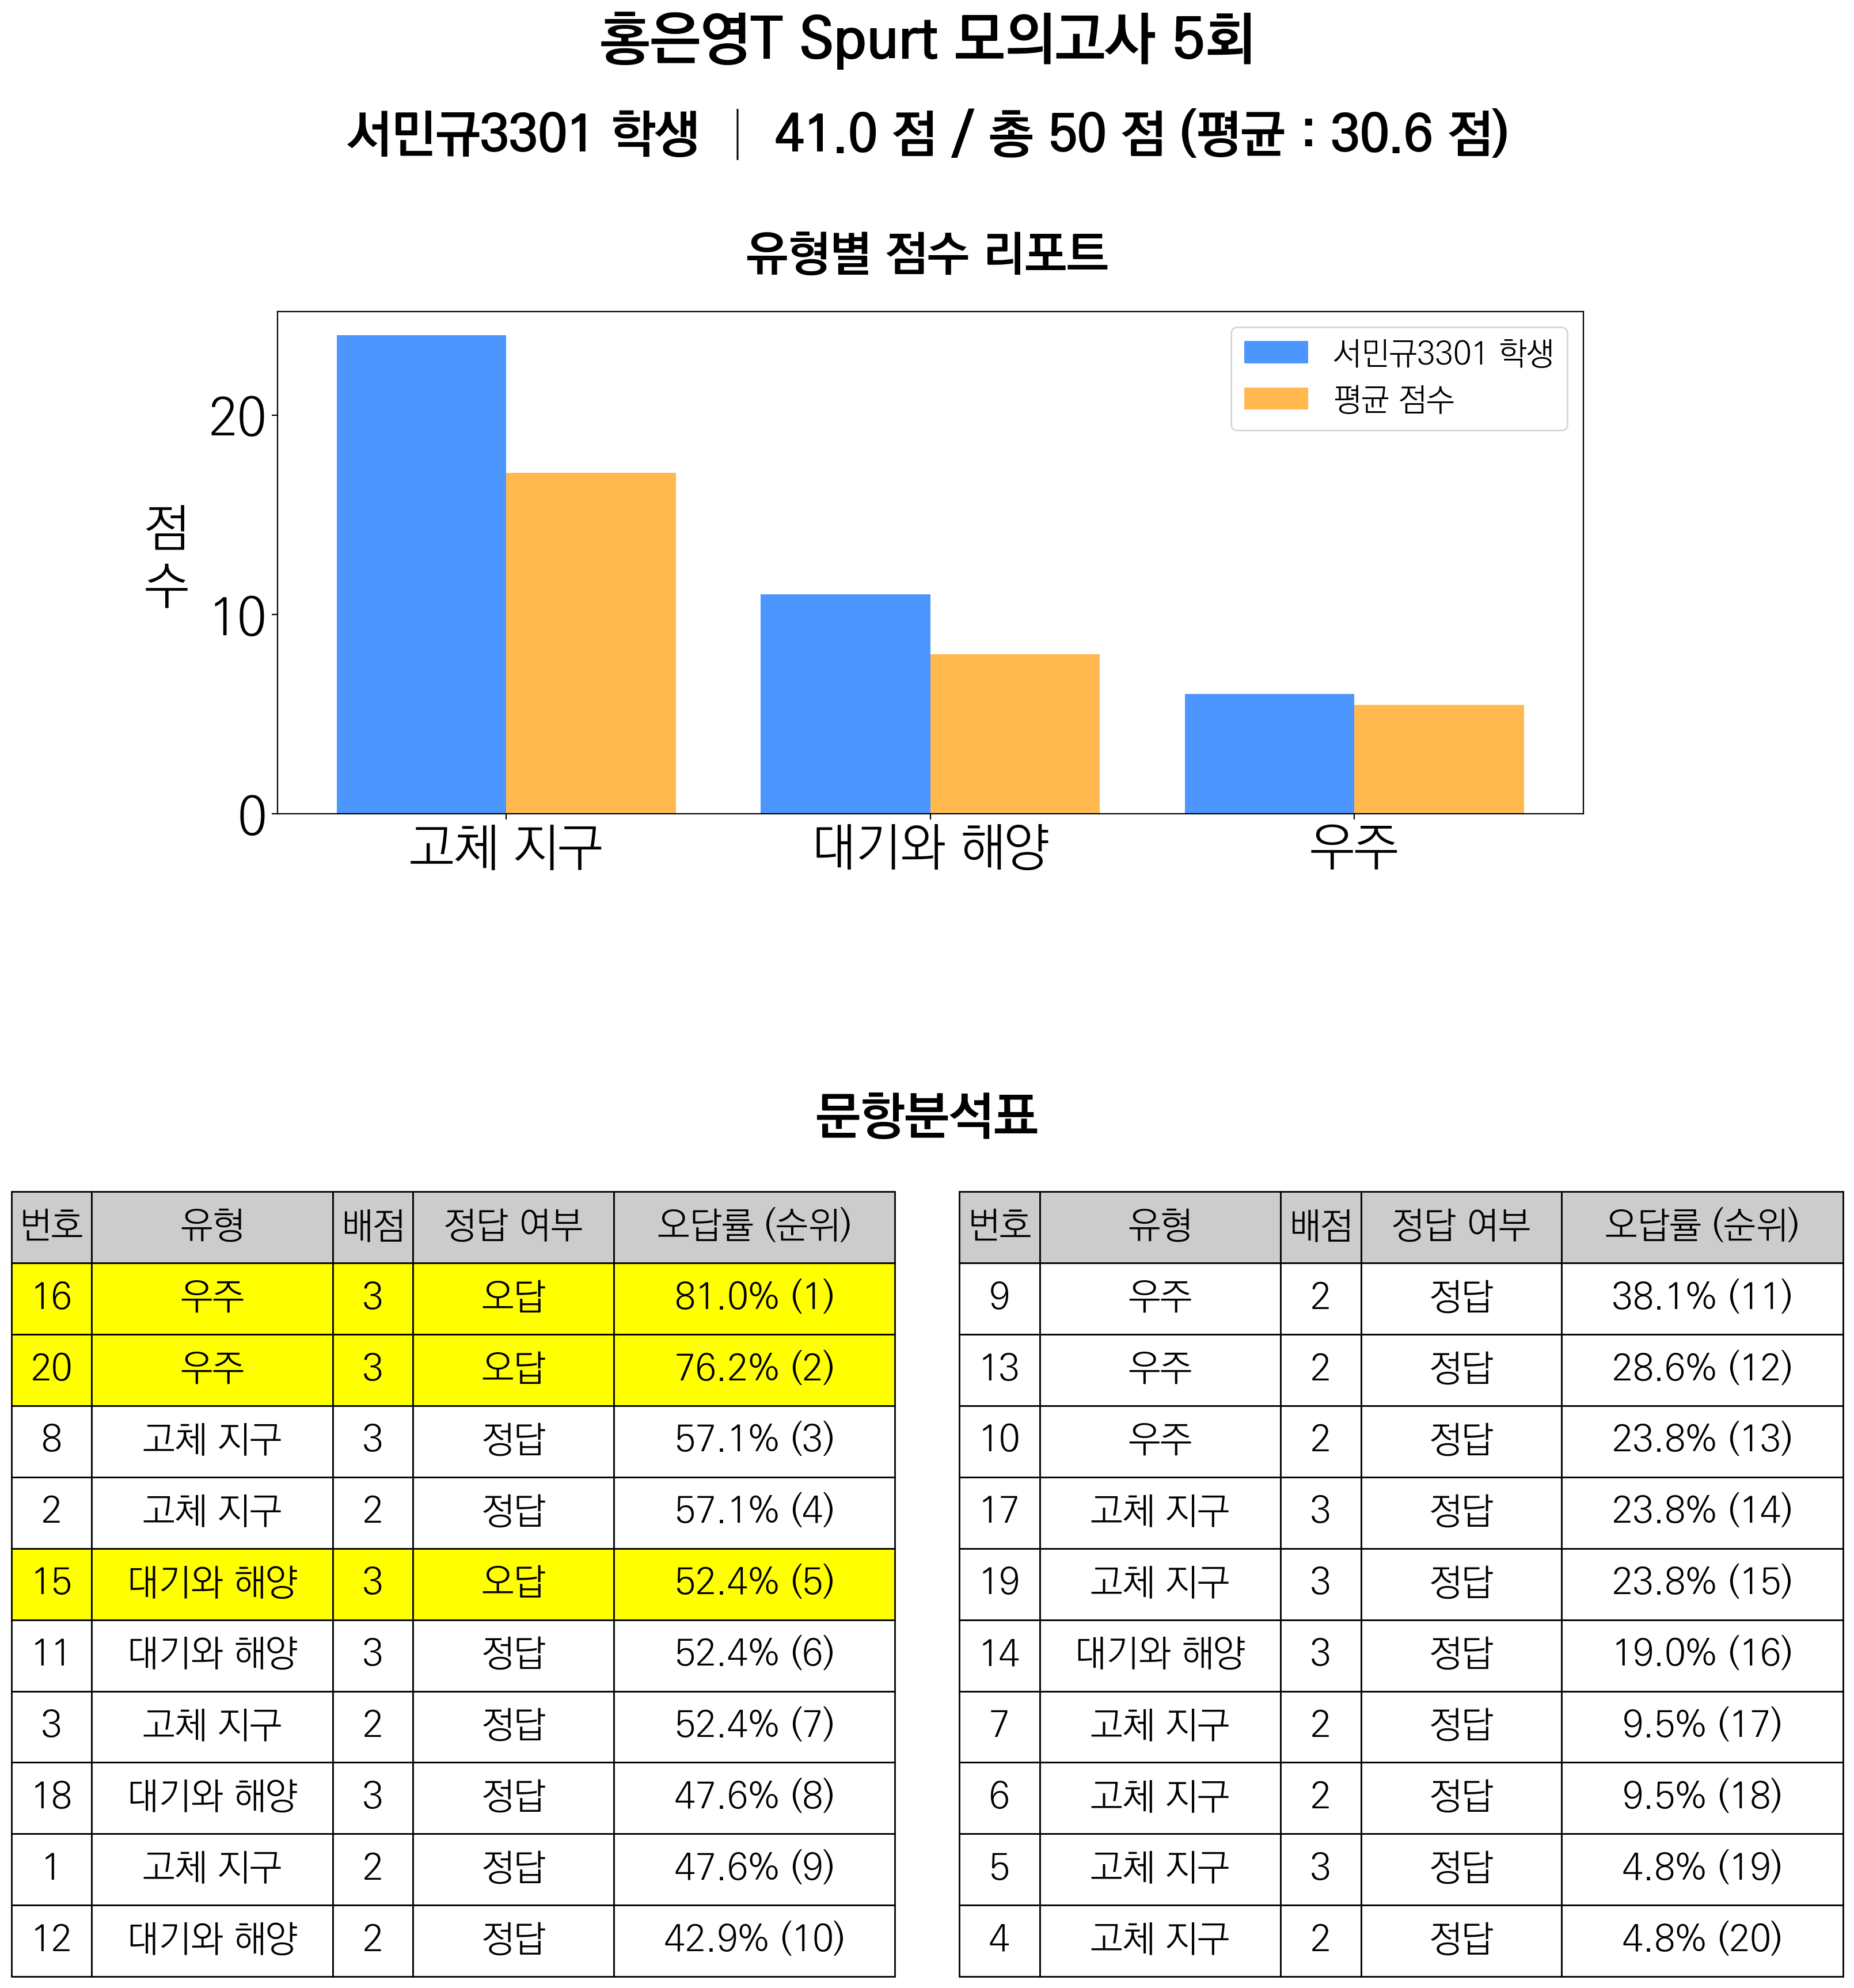 홍은영T Spurt 모의고사 5회
서민규3301 학생 | 41.0 점 / 총 50 점 (평균 : 30.6 점)
유형별 점수 리포트
서민규3301 학생
평균 점수
점수
20
10
0
고체 지구 대기와 해양 우주
문항분석표
번호 유형 배점 정답 여부 오답률 (순위)
16 우주 3 오답 81.0% (1)
20 우주 3 오답 76.2% (2)
8 고체 지구 3 정답 57.1% (3)
2 고체 지구 2 정답 57.1% (4)
15 대기와 해양 3 오답 52.4% (5)
11 대기와 해양 3 정답 52.4% (6)
3 고체 지구 2 정답 52.4% (7)
18 대기와 해양 3 정답 47.6% (8)
1 고체 지구 2 정답 47.6% (9)
12 대기와 해양 2 정답 42.9% (10)
번호 유형 배점 정답 여부 오답률 (순위)
9 우주 2 정답 38.1% (11)
13 우주 2 정답 28.6% (12)
10 우주 2 정답 23.8% (13)
17 고체 지구 3 정답 23.8% (14)
19 고체 지구 3 정답 23.8% (15)
14 대기와 해양 3 정답 19.0% (16)
7 고체 지구 2 정답 9.5% (17)
6 고체 지구 2 정답 9.5% (18)
5 고체 지구 3 정답 4.8% (19)
4 고체 지구 2 정답 4.8% (20)